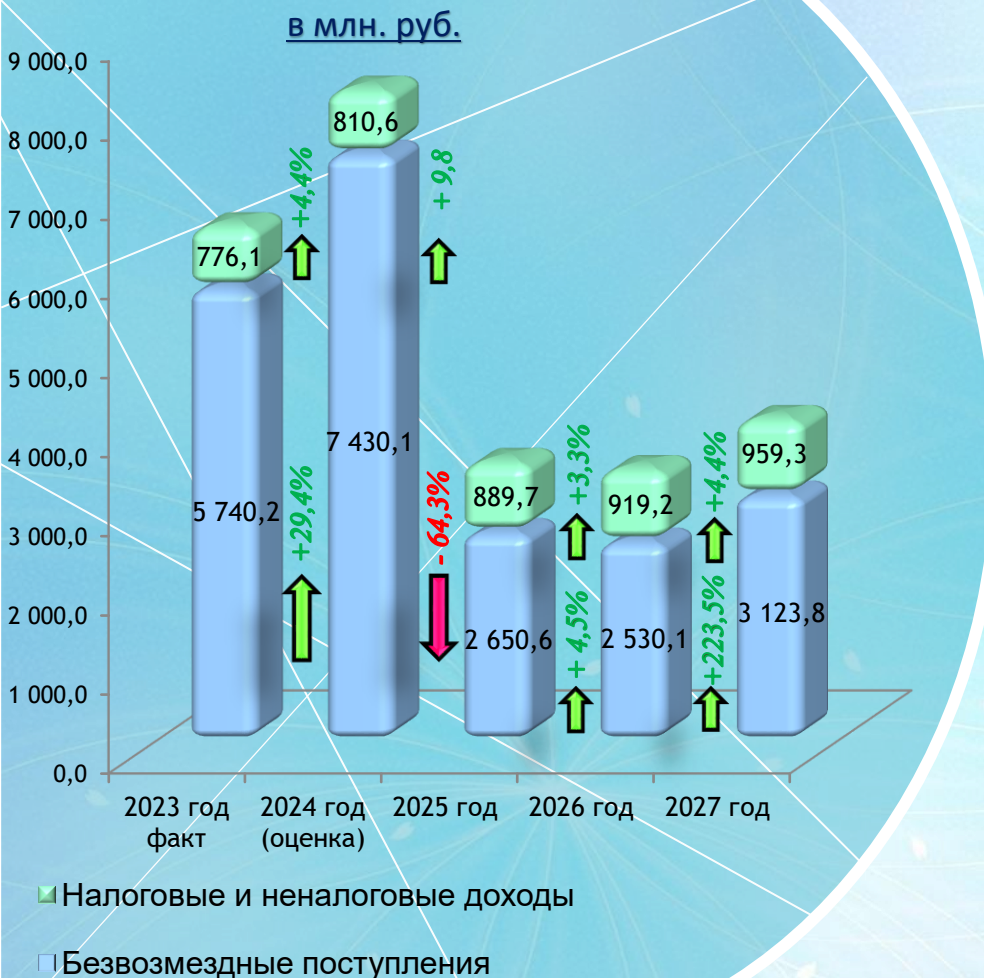 в млн. руб.
9 000,0
8 000,0
7 000,0
6 000,0
5 000,0
4 000,0
3 000,0
2 000,0
1 000,0
0,0
776,1
5 740,2
+4,4%
+29,4%
810,6
7 430,1
+ 9,8
- 64,3%
889,7
2 650,6
+3,3%
+ 4,5%
919,2
2 530,1
+4,4%
+223,5%
959,3
3 123,8
2023 год
факт
2024 год
(оценка)
2025 год
2026 год
2027 год
Налоговые и неналоговые доходы
Безвозмездные поступления